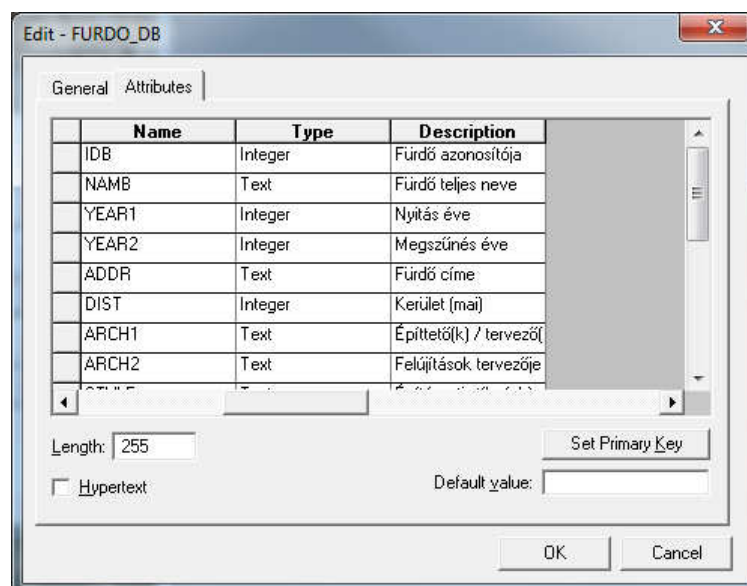 Edit - FURDO_DB
General Attributes
Name Type Description
IDB Integer Fürdő azonosítója
NAMB Text Fürdő teljes neve
YEAR1 Integer Nyitás éve
YEAR2 Integer Megszűnés éve
ADDR Text Fürdő címe
DIST Integer Kerület (mai)
ARCH1 Text Építtető(k) / tervező(
ARCH2 Text Felújítások tervezője
Length: 255 Set Primary Key
Hypertext Default value:
OK Cancel